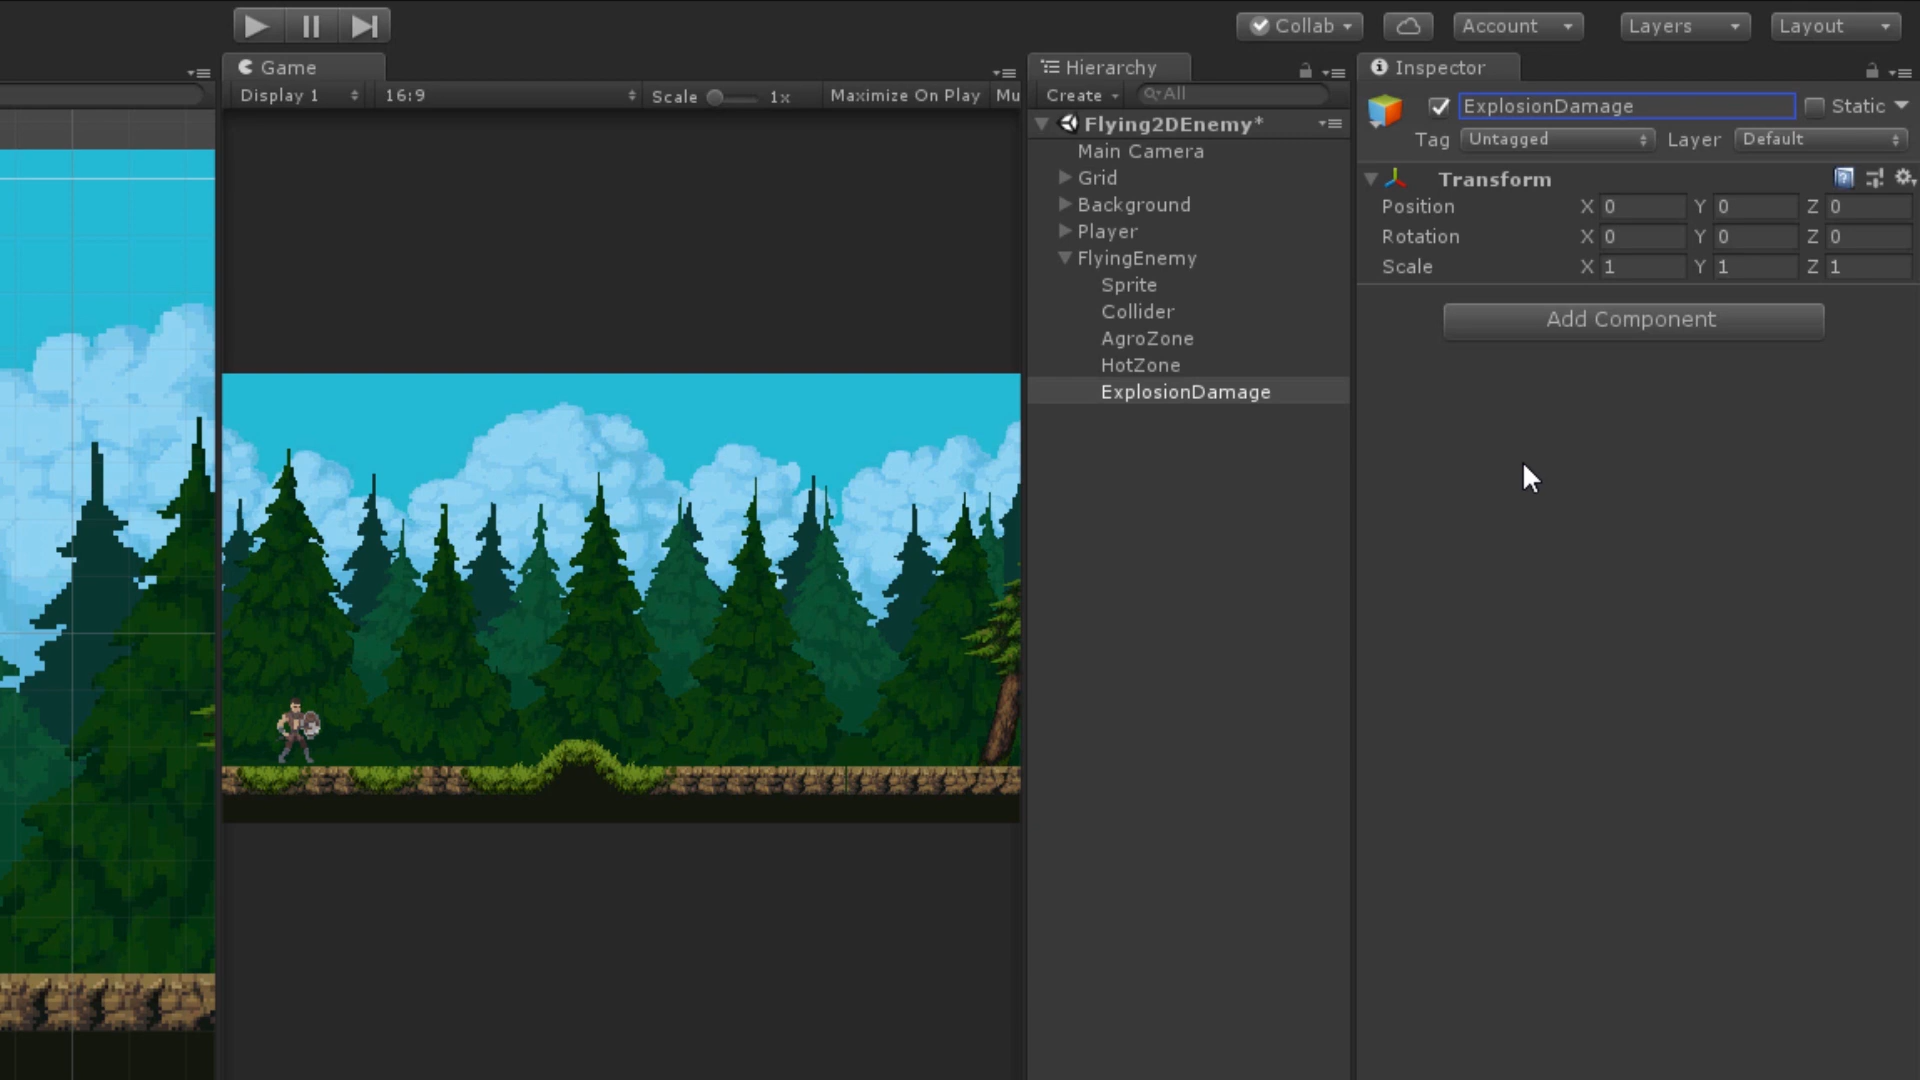 Collab
Account
Layers
Layout
Game
Display 1
16:9
Scale
1x
Maximize On Play
Mu
Hierarchy
Create
All
Flying2DEnemy*
Main Camera
Grid
Background
Player
FlyingEnemy
Sprite
Collider
AgroZone
HotZone
ExplosionDamage
Inspector
ExplosionDamage
Static
Tag Untagged
Layer Default
Transform
Position X 0 Y 0 Z 0
Rotation X 0 Y 0 Z 0
Scale X 1 Y 1 Z 1
Add Component